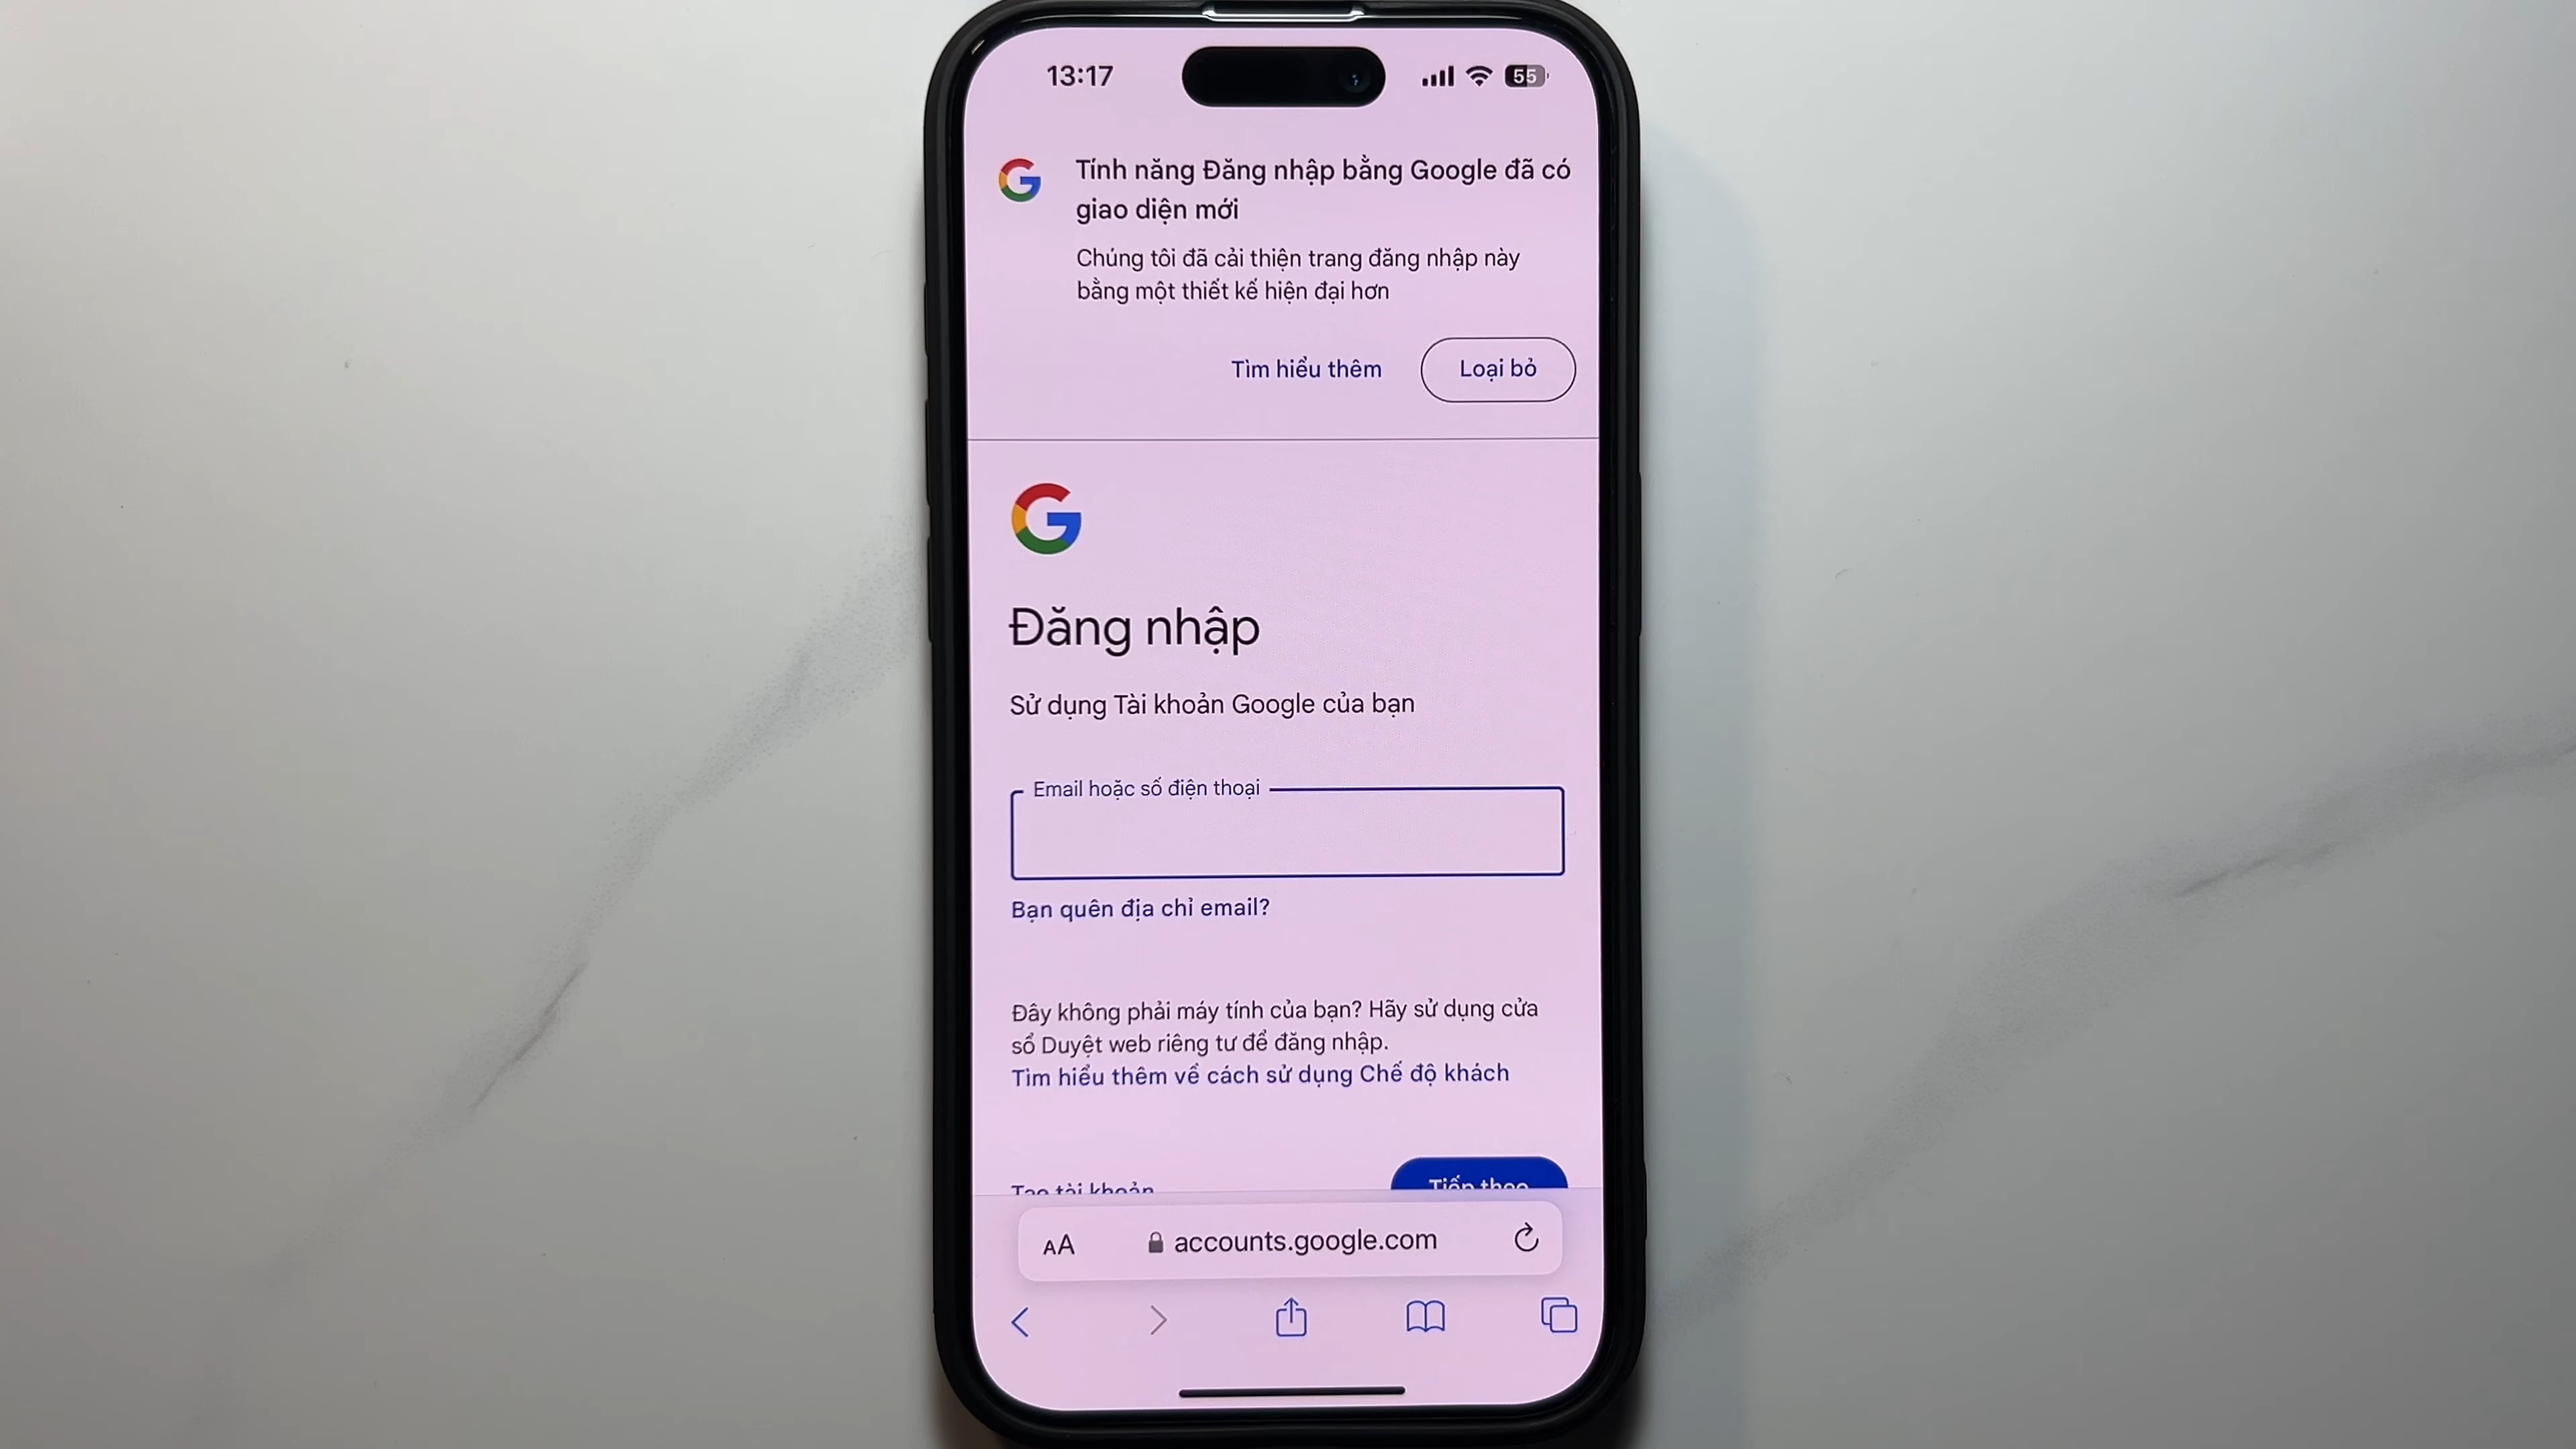 13:17
55
Tính năng Đăng nhập bằng Google đã có
giao diện mới
Chúng tôi đã cải thiện trang đăng nhập này
bằng một thiết kế hiện đại hơn
Tìm hiểu thêm
Loại bỏ
Đăng nhập
Sử dụng Tài khoản Google của bạn
Email hoặc số điện thoại
Bạn quên địa chỉ email?
Đây không phải máy tính của bạn? Hãy sử dụng cửa
sổ Duyệt web riêng tư để đăng nhập.
Tìm hiểu thêm về cách sử dụng Chế độ khách
Tạo tài khoản
Tiếp theo
AA
accounts.google.com